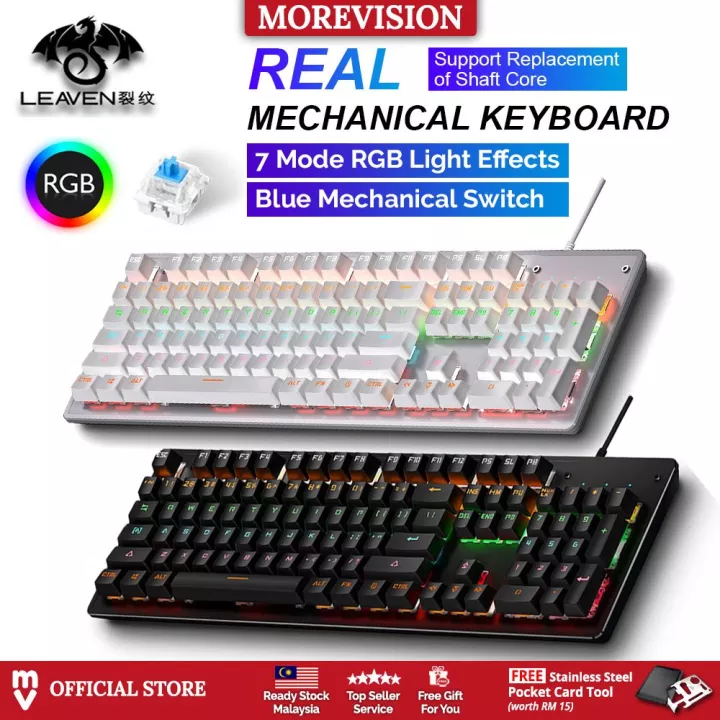 MOREVISION
LEAVEN裂纹
REAL
Support Replacement
of Shaft Core
MECHANICAL KEYBOARD
RGB
7 Mode RGB Light Effects
Blue Mechanical Switch
OFFICIAL STORE
Ready Stock
Malaysia
Top Seller
Service
Free Gift
For You
FREE Stainless Steel
Pocket Card Tool
(worth RM 15)